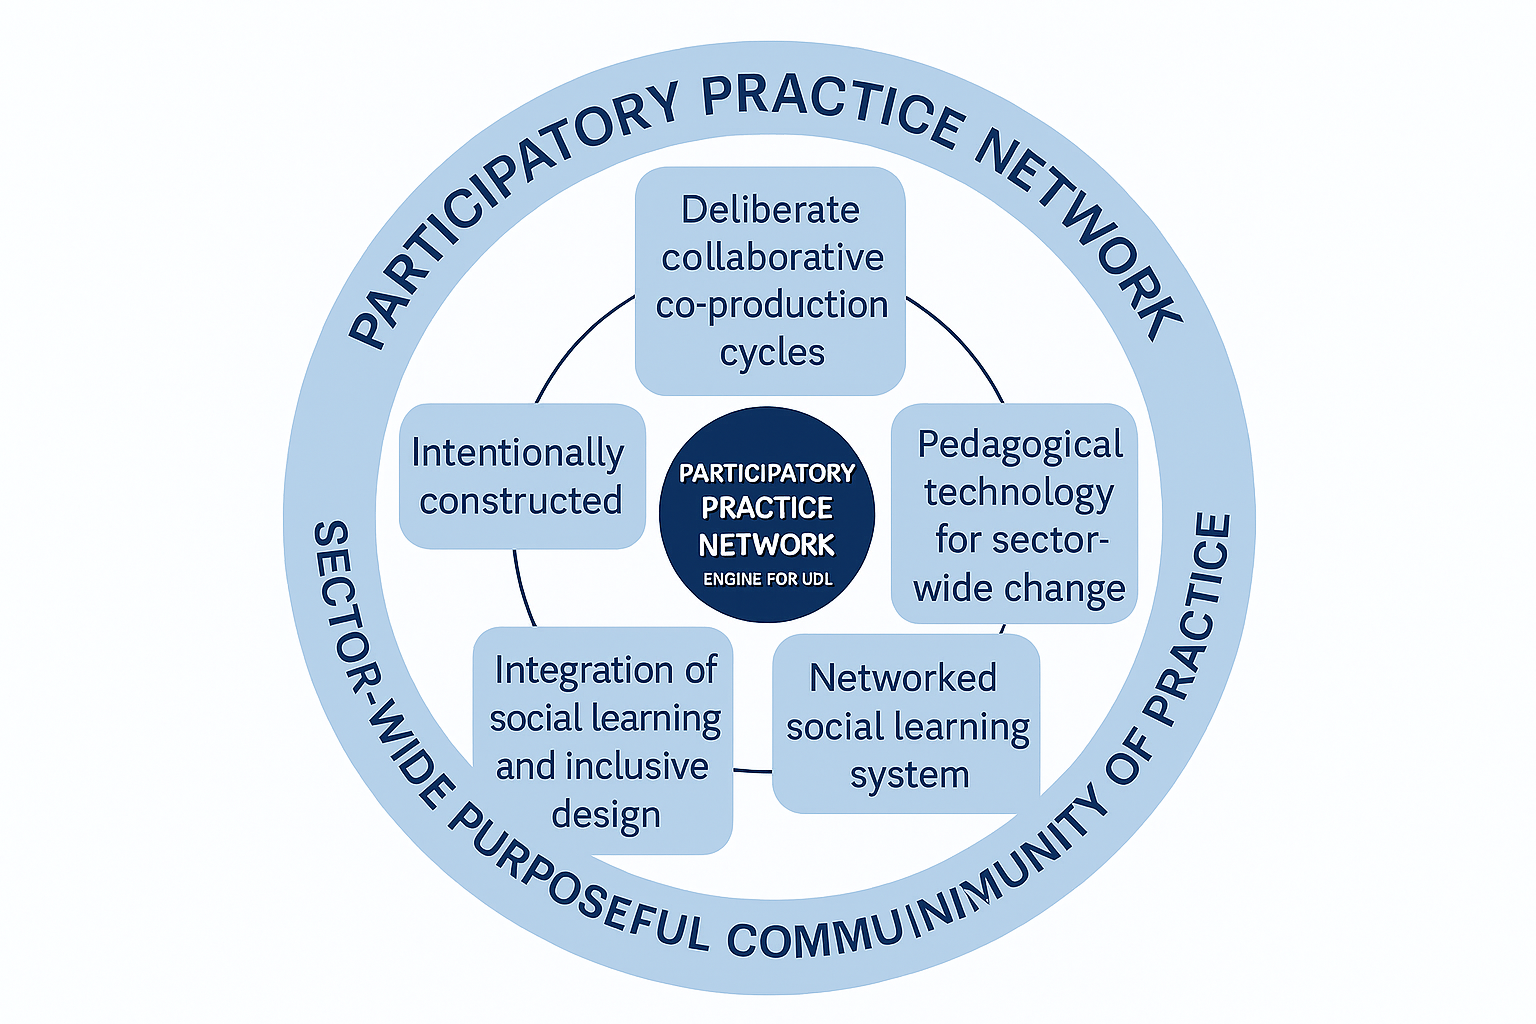 PARTICIPATORY PRACTICE NETWORK
Deliberate
collaborative
co-production
cycles
Intentionally
constructed
PARTICIPATORY
PRACTICE
NETWORK
ENGINE FOR UDL
Pedagogical
technology
for sector-
wide change
Integration of
social learning
and inclusive
design
Networked
social learning
system
SECTOR-WIDE PURPOSEFUL COMMUINIMUNITY OF PRACTICE